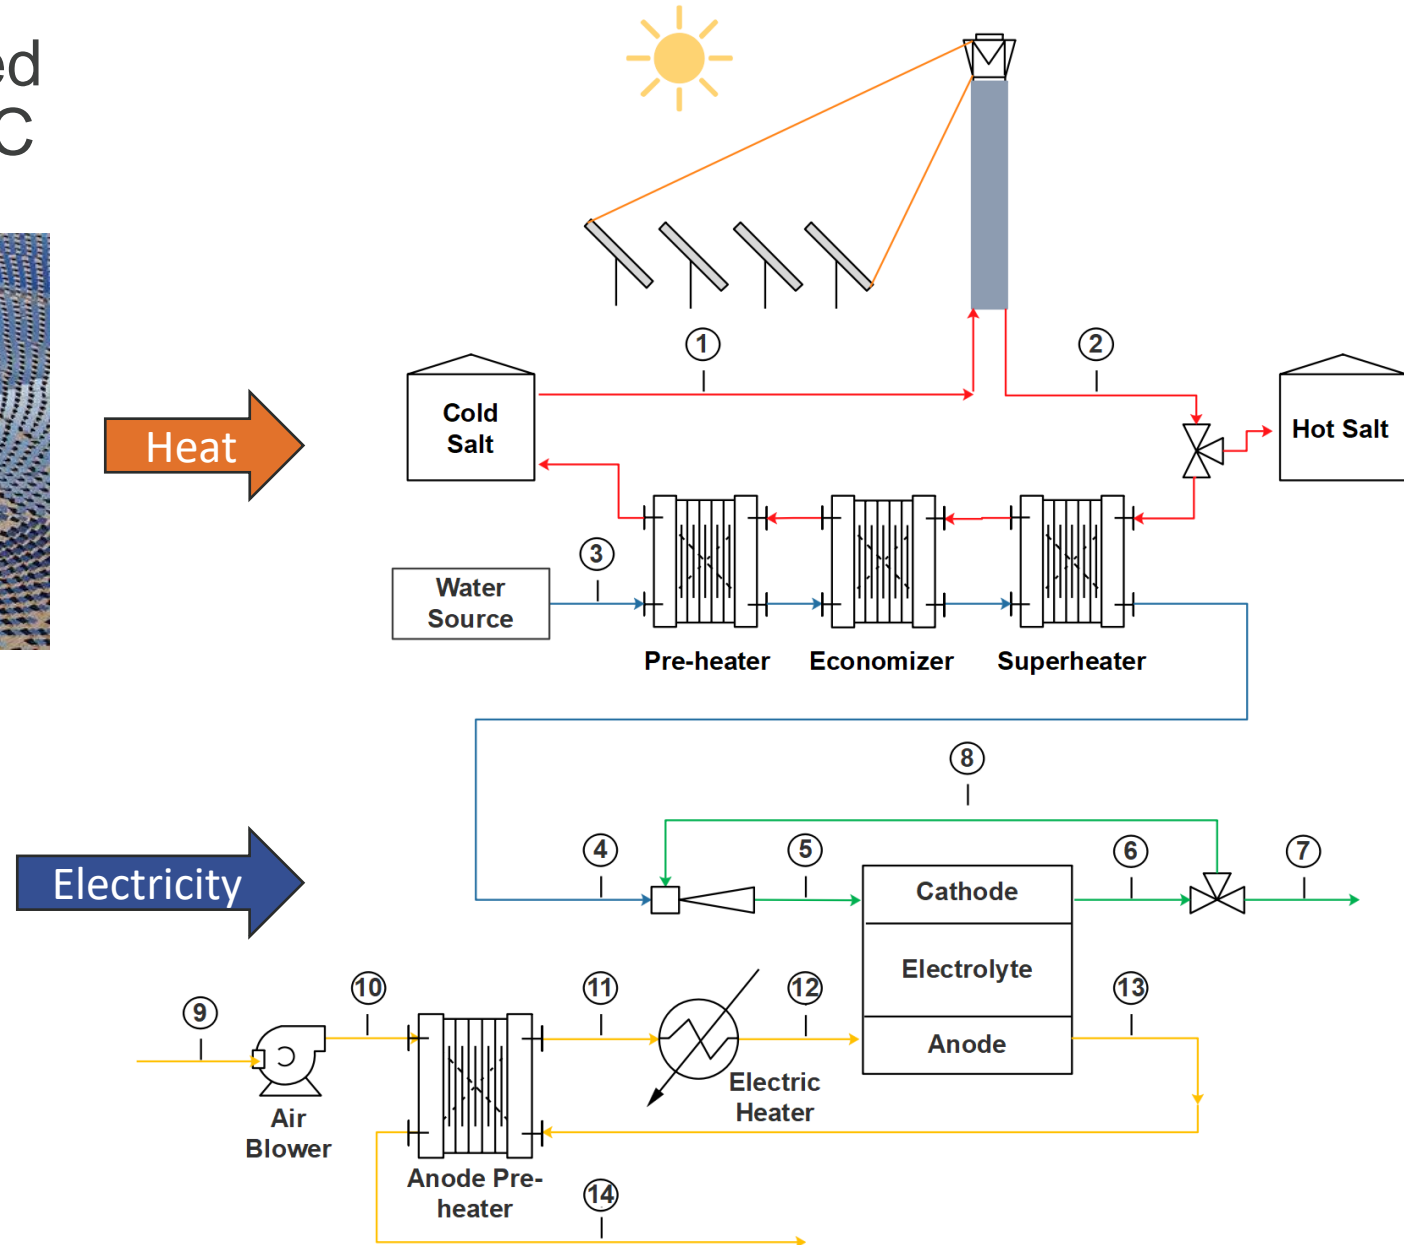 ed
C
1
2
Cold
Salt
Hot Salt
Heat
3
Water
Source
Pre-heater
Economizer
Superheater
8
4
5
6
7
Electricity
Cathode
Electrolyte
Anode
9
10
11
12
13
Electric
Heater
Air
Blower
Anode Pre-
heater
14